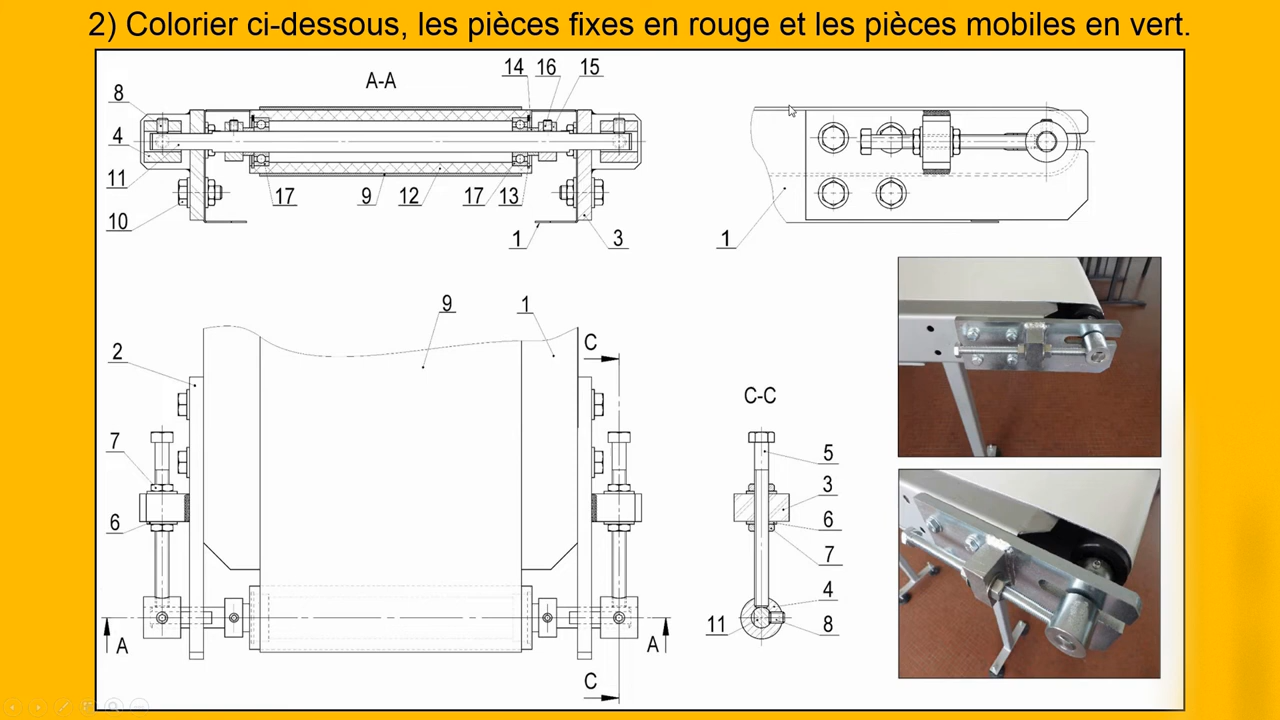 2) Colorier ci-dessous, les pièces fixes en rouge et les pièces mobiles en vert.
A-A
14 16 15
8
4
11
10
17 9 12 17 13
1 3
1
9 1
2
C
C-C
7
5
3
6
6
7
4
11 8
A A
C